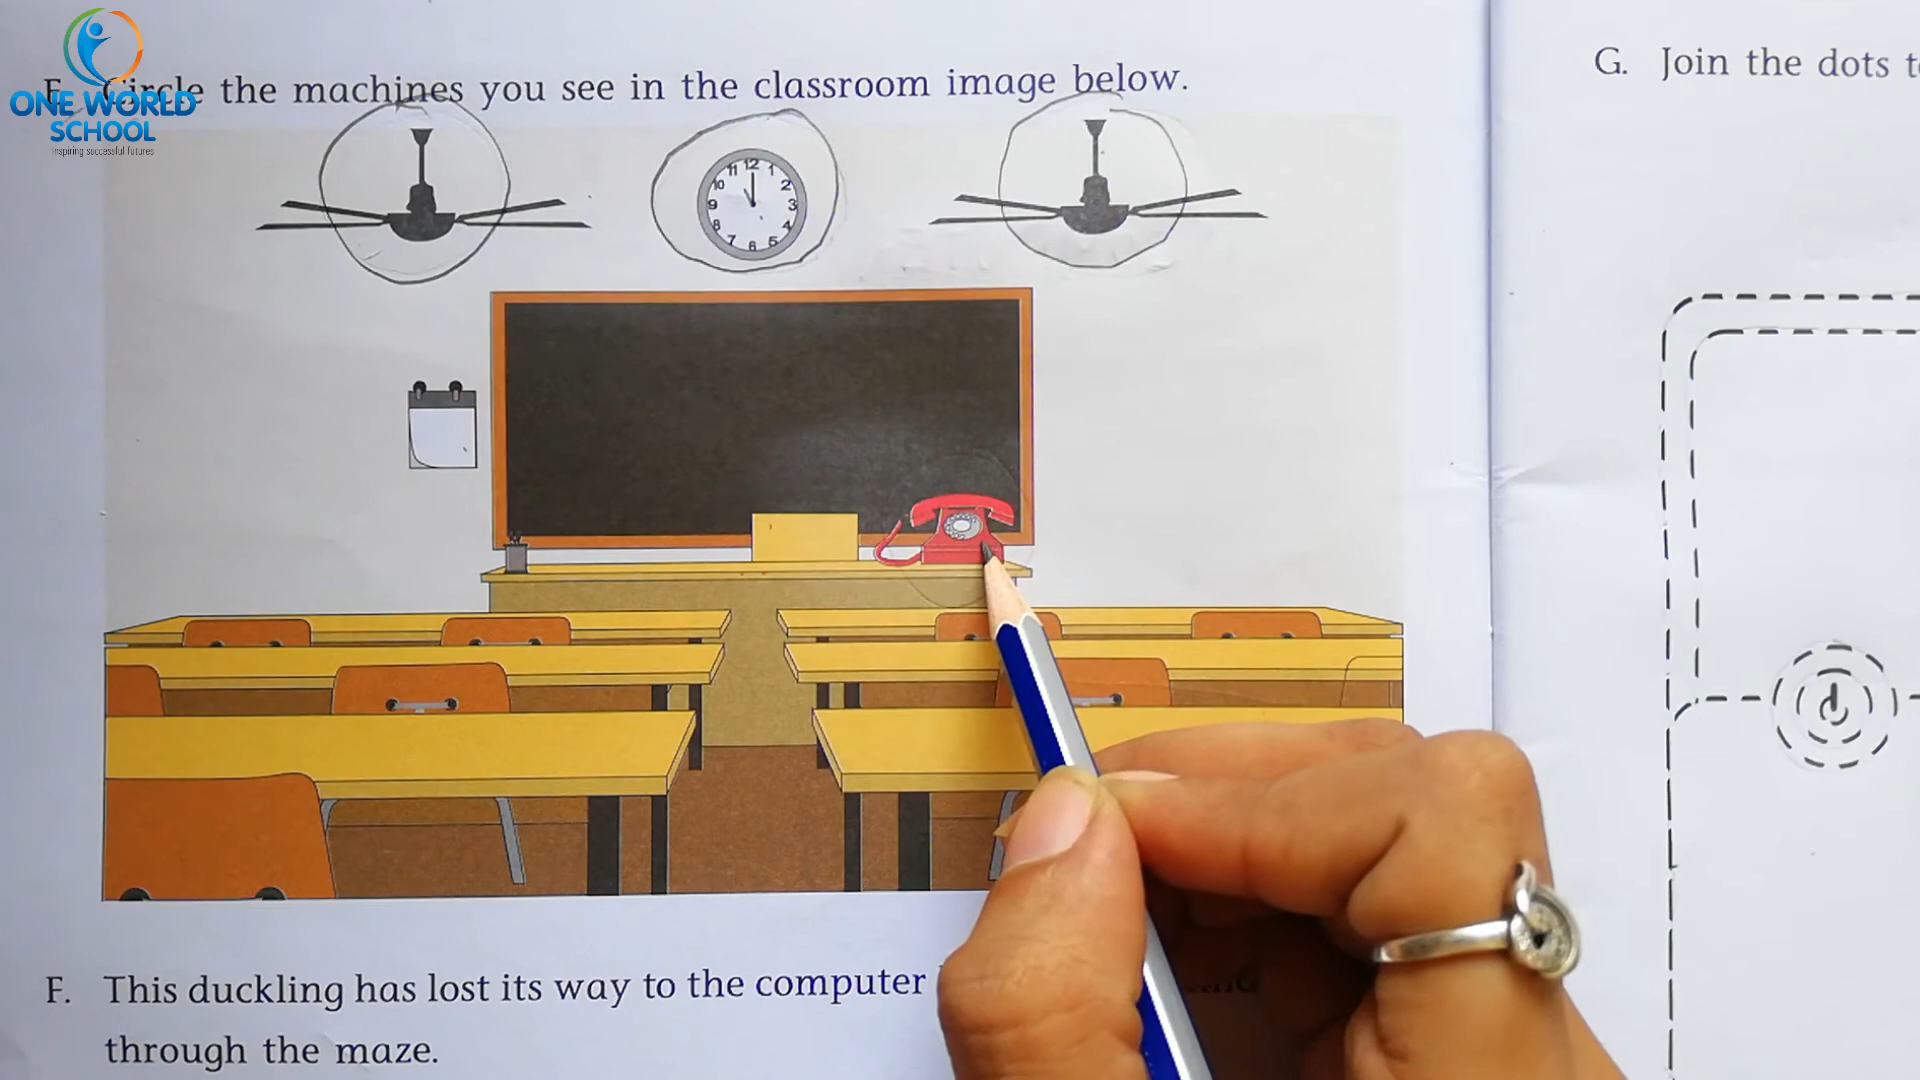 ONE WORLD
SCHOOL
Inspiring successful futures
E. Circle the machines you see in the classroom image below.
12
11 1
10 2
9 3
8 4
7 6 5
F. This duckling has lost its way to the computer
through the maze.
G. Join the dots